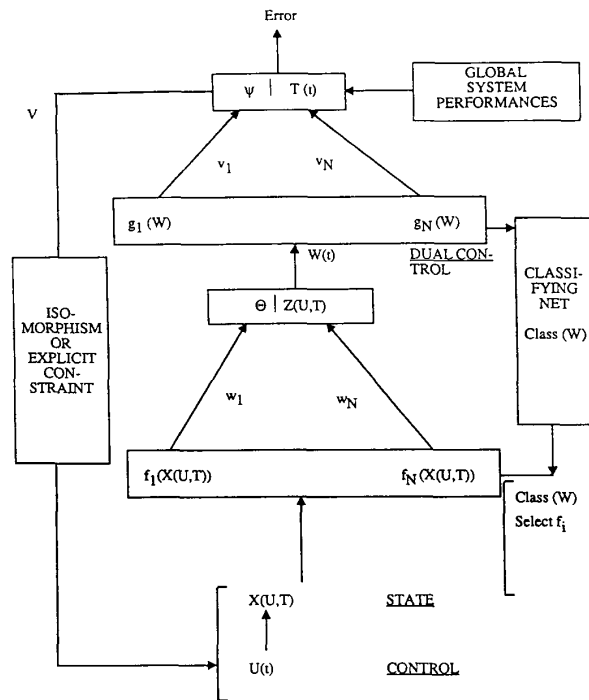 Error
GLOBAL
SYSTEM
PERFORMANCES
Ψ | T(t)
V
v1
vN
g1(W)
gN(W)
W(t)
DUAL CON-
TROL
CLASSI-
FYING
NET
Class (W)
ISO-
MORPHISM
OR
EXPLICIT
CON-
STRAINT
Θ | Z(U,T)
w1
wN
f1(X(U,T))
fN(X(U,T))
Class (W)
Select fi
X(U,T)
STATE
U(t)
CONTROL